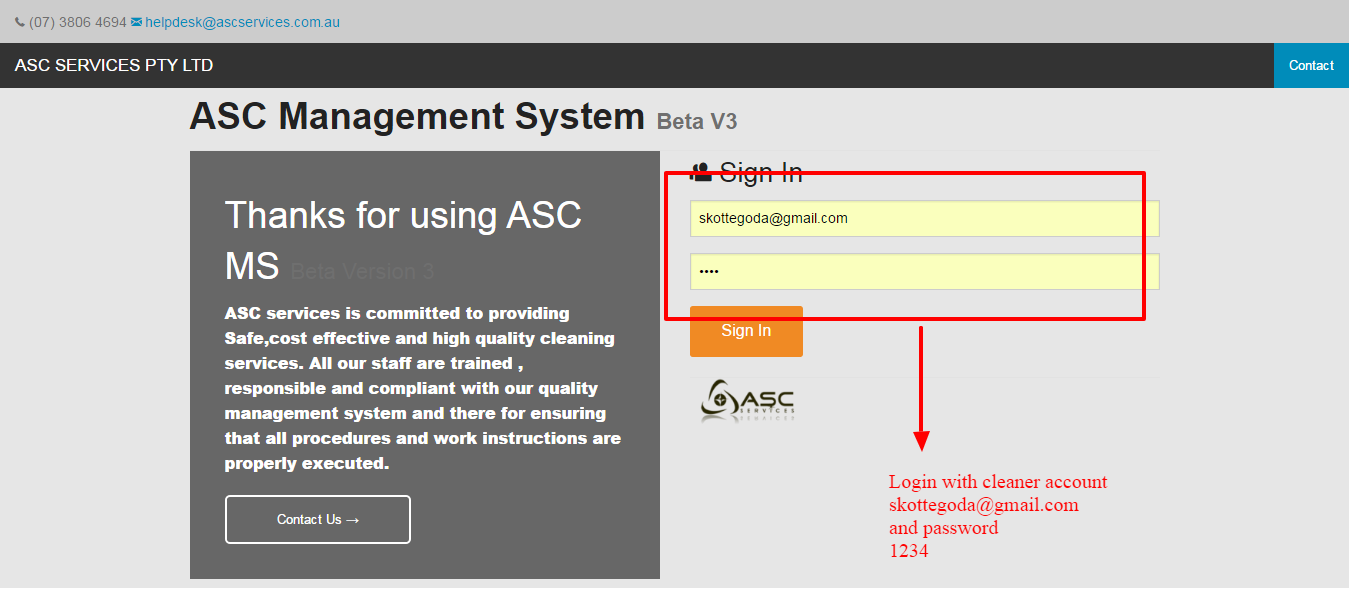 (07) 3806 4694 helpdesk@ascservices.com.au
ASC SERVICES PTY LTD
Contact
ASC Management System Beta V3
Thanks for using ASC
MS Beta Version 3
ASC services is committed to providing
Safe,cost effective and high quality cleaning
services. All our staff are trained ,
responsible and compliant with our quality
management system and there for ensuring
that all procedures and work instructions are
properly executed.
Contact Us →
Sign In
skottegoda@gmail.com
••••
Sign In
ASC
SERVICES
Login with cleaner account
skottegoda@gmail.com
and password
1234